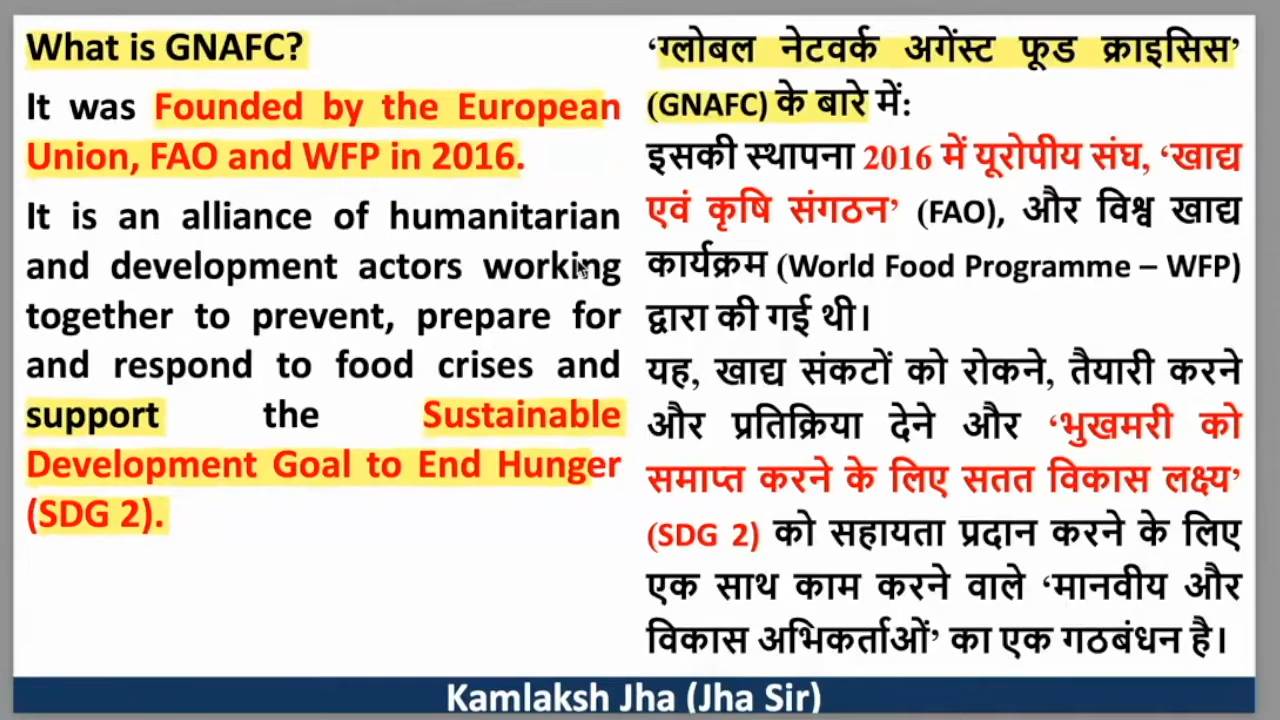 What is GNAFC?
It was Founded by the European
Union, FAO and WFP in 2016.
It is an alliance of humanitarian
and development actors working
together to prevent, prepare for
and respond to food crises and
support the Sustainable
Development Goal to End Hunger
(SDG 2).
‘ग्लोबल नेटवर्क अगेंस्ट फूड क्राइसिस’
(GNAFC) के बारे में:
इसकी स्थापना 2016 में यूरोपीय संघ, ‘खाद्य
एवं कृषि संगठन’ (FAO), और विश्व खाद्य
कार्यक्रम (World Food Programme – WFP)
द्वारा की गई थी।
यह, खाद्य संकटों को रोकने, तैयारी करने
और प्रतिक्रिया देने और ‘भुखमरी को
समाप्त करने के लिए सतत विकास लक्ष्य’
(SDG 2) को सहायता प्रदान करने के लिए
एक साथ काम करने वाले ‘मानवीय और
विकास अभिकर्ताओं’ का एक गठबंधन है।
Kamlaksh Jha (Jha Sir)